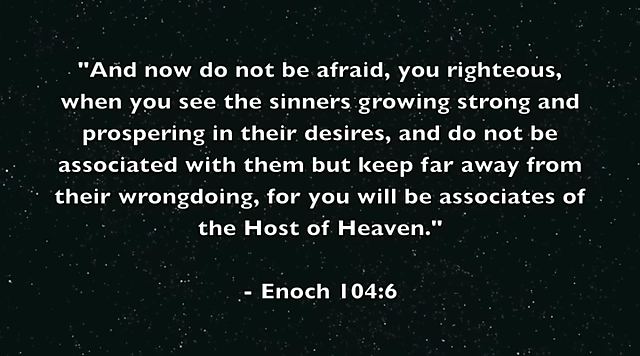 "And now do not be afraid, you righteous,
when you see the sinners growing strong and
prospering in their desires, and do not be
associated with them but keep far away from
their wrongdoing, for you will be associates of
the Host of Heaven."
- Enoch 104:6